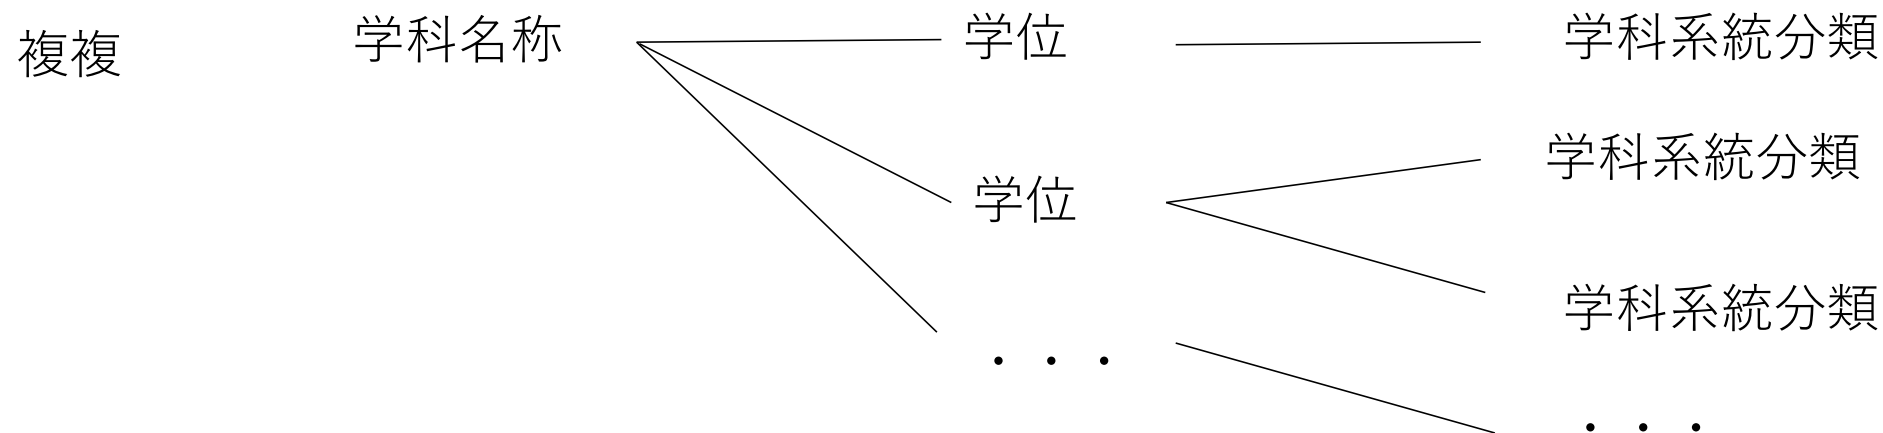 複複
学科名称
学位
学科系統分類
学科系統分類
学位
学科系統分類
・・・
・・・